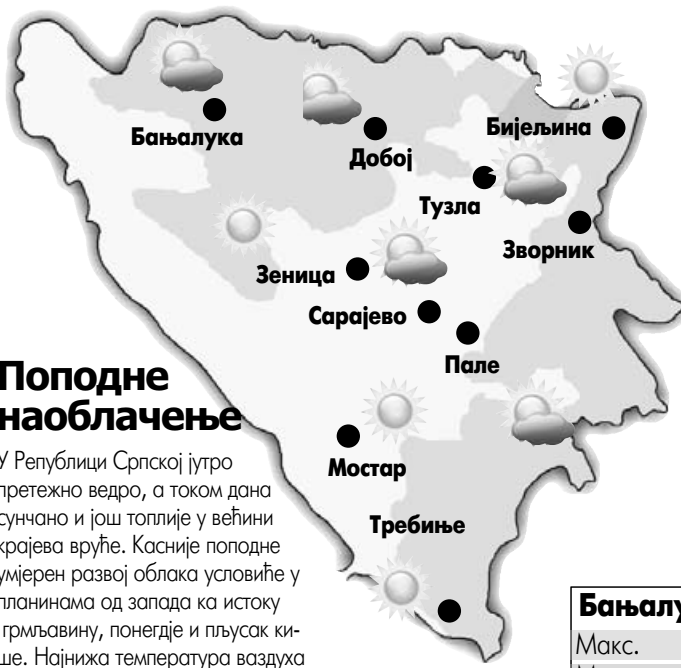 Бањалука
Добој
Бијељина
Тузла
Зворник
Зеница
Сарајево
Пале
Поподне
наоблачење
Мостар
У Републици Српској јутро
претежно ведро, а током дана
сунчано и још топлије у већини
крајева вруће. Касније поподне
умјерен развој облака условиће у
планинама од запада ка истоку
грмљавину, понегдје и пљусак ки-
ше. Најнижа температура ваздуха
Требиње
Макс.